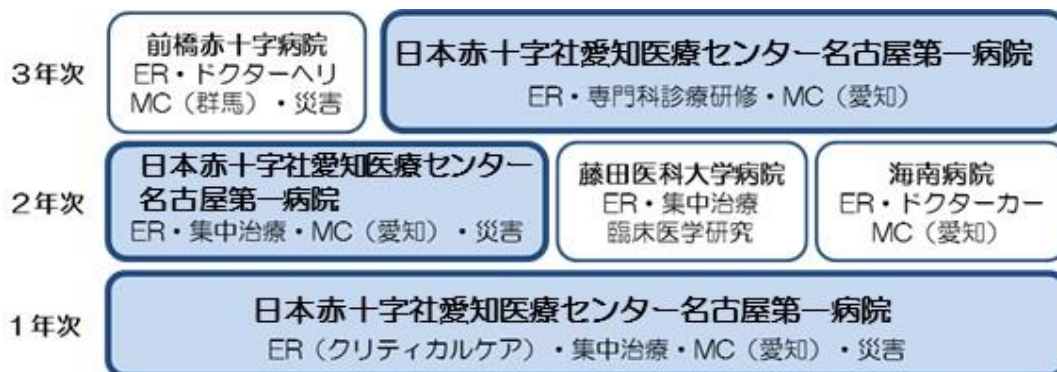 3年次
前橋赤十字病院
ER・ドクターヘリ
MC（群馬）・災害
日本赤十字社愛知医療センター名古屋第一病院
ER・専門科診療研修・MC（愛知）
2年次
日本赤十字社愛知医療センター
名古屋第一病院
ER・集中治療・MC（愛知）・災害
藤田医科大学病院
ER・集中治療
臨床医学研究
海南病院
ER・ドクターカー
MC（愛知）
1年次
日本赤十字社愛知医療センター名古屋第一病院
ER（クリティカルケア）・集中治療・MC（愛知）・災害